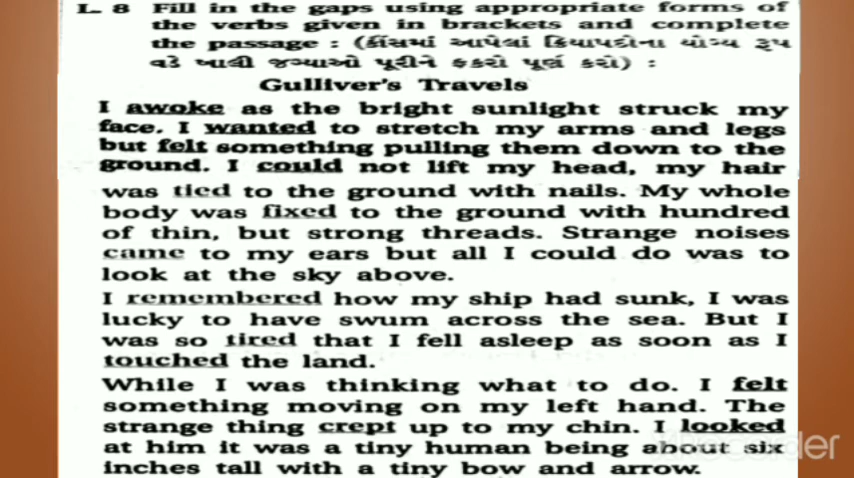 L. 8 Fill in the gaps using appropriate forms of
the verbs given in brackets and complete
the passage : (કૌંસમાં આપેલાં ક્રિયાપદોના યોગ્ય રૂપ
વડે ખાલી જગ્યાઓ પૂરીને ફકરો પૂર્ણ કરો) :
Gulliver's Travels
I awoke as the bright sunlight struck my
face. I wanted to stretch my arms and legs
but felt something pulling them down to the
ground. I could not lift my head, my hair
was tied to the ground with nails. My whole
body was fixed to the ground with hundred
of thin, but strong threads. Strange noises
came to my ears but all I could do was to
look at the sky above.
I remembered how my ship had sunk, I was
lucky to have swum across the sea. But I
was so tired that I fell asleep as soon as I
touched the land.
While I was thinking what to do. I felt
something moving on my left hand. The
strange thing crept up to my chin. I looked
at him it was a tiny human being about six
inches tall with a tiny bow and arrow.
XRecorder